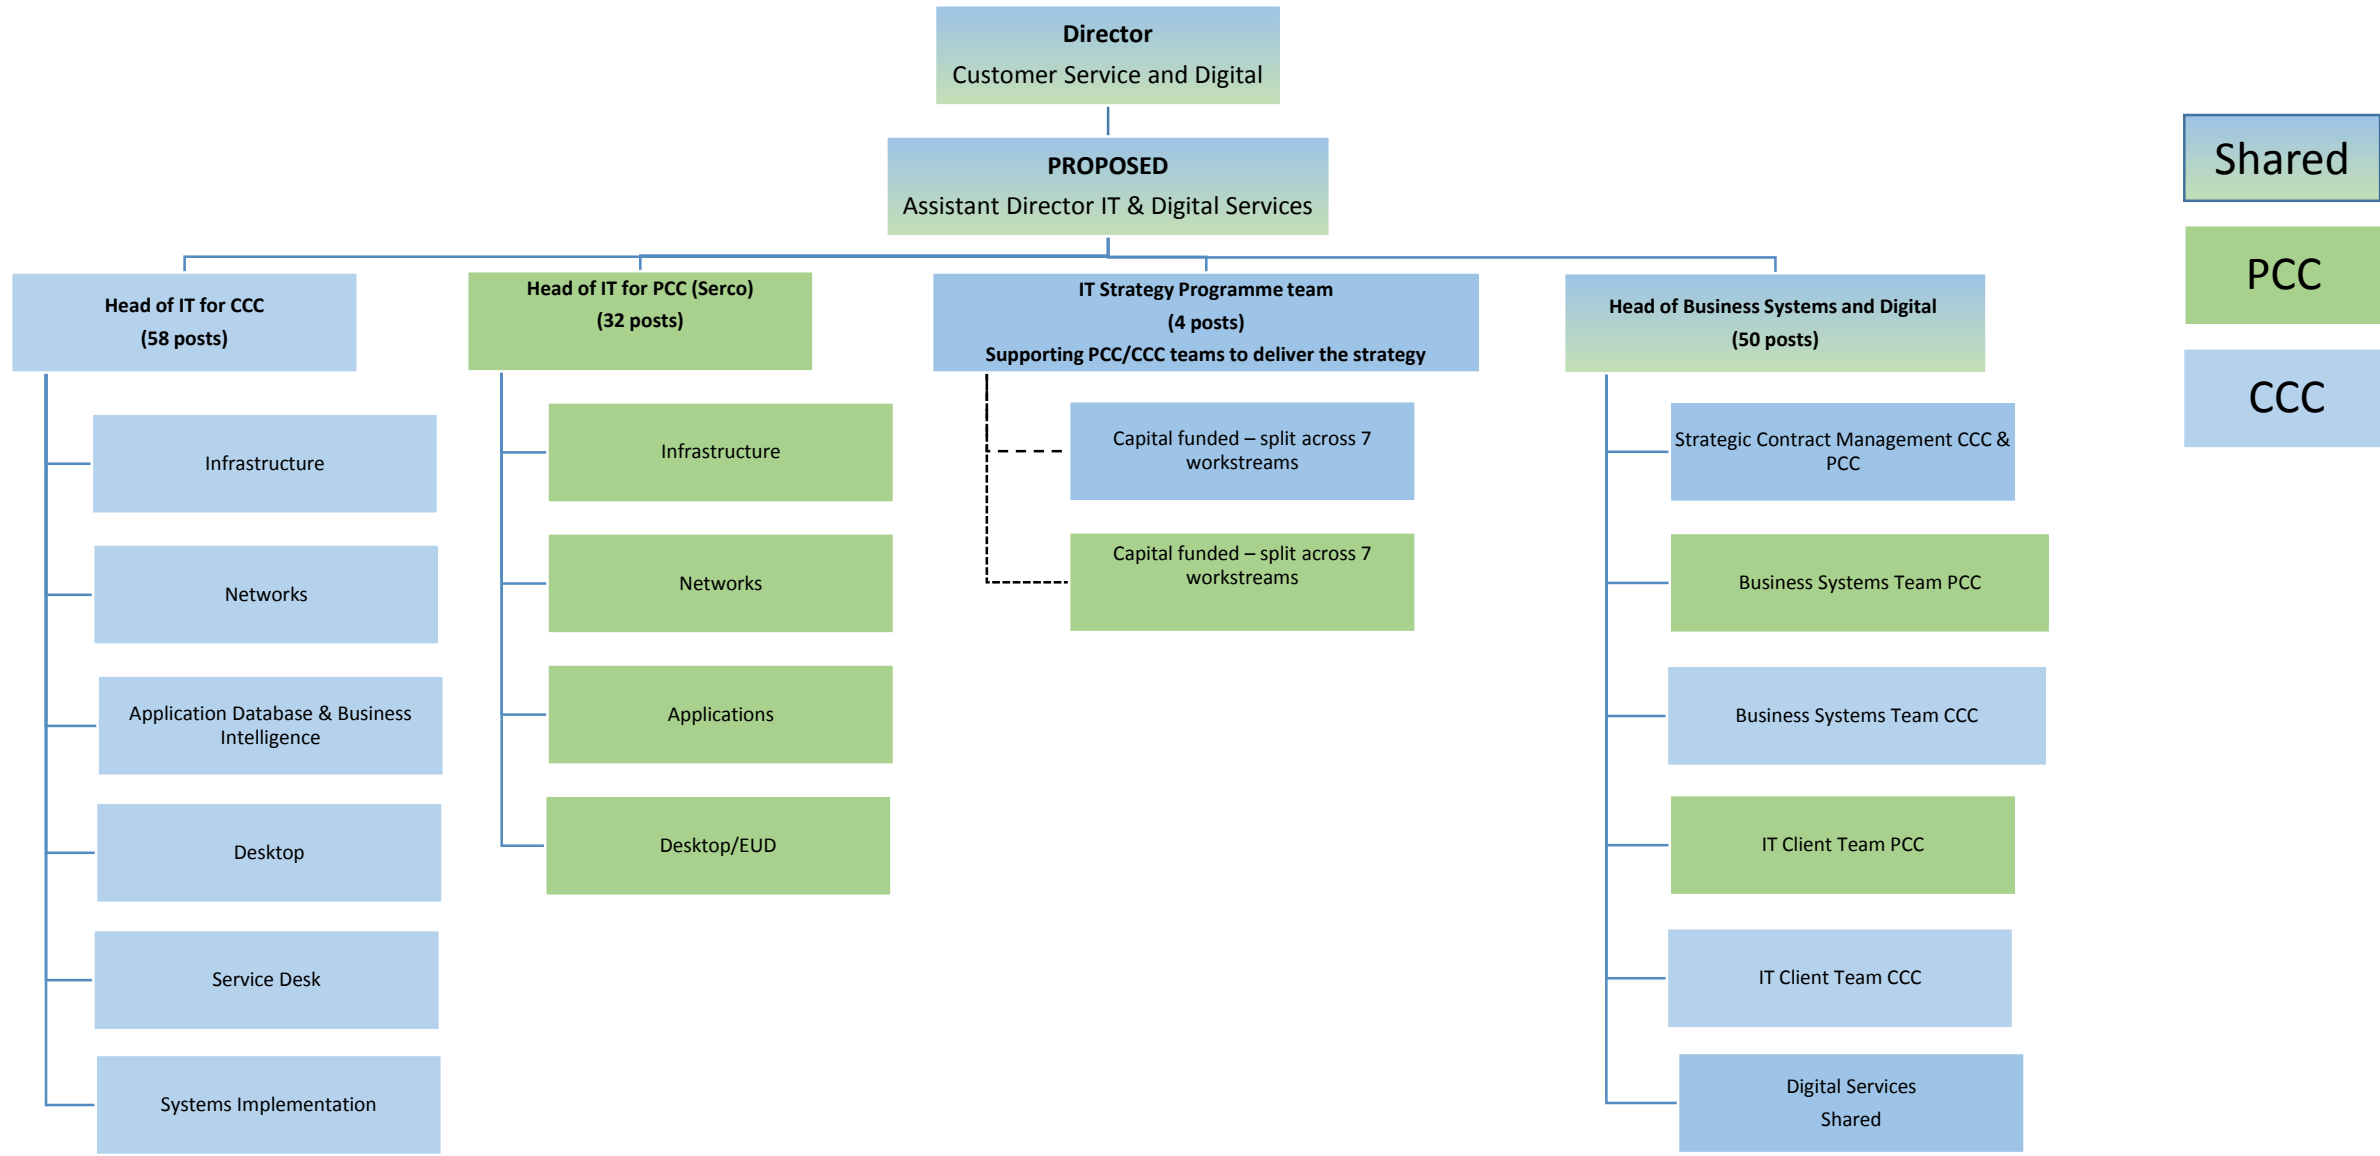 Director
Customer Service and Digital
PROPOSED
Assistant Director IT & Digital Services
Shared
PCC
CCC
Head of IT for CCC
(58 posts)
Infrastructure
Networks
Application Database & Business
Intelligence
Desktop
Service Desk
Systems Implementation
Head of IT for PCC (Serco)
(32 posts)
Infrastructure
Networks
Applications
Desktop/EUD
IT Strategy Programme team
(4 posts)
Supporting PCC/CCC teams to deliver the strategy
Capital funded – split across 7
workstreams
Capital funded – split across 7
workstreams
Head of Business Systems and Digital
(50 posts)
Strategic Contract Management CCC &
PCC
Business Systems Team PCC
Business Systems Team CCC
IT Client Team PCC
IT Client Team CCC
Digital Services
Shared